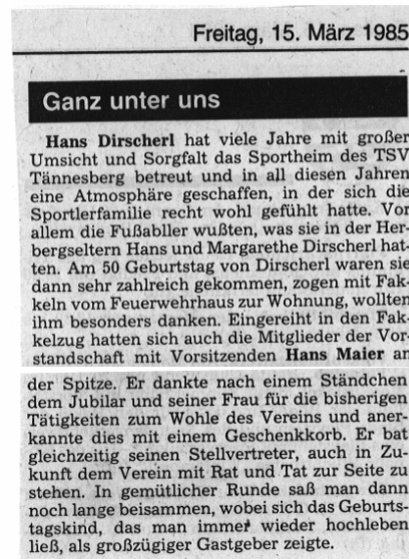 Freitag, 15. März 1985
Ganz unter uns
Hans Dirscherl hat viele Jahre mit großer
Umsicht und Sorgfalt das Sportheim des TSV
Tännesberg betreut und in all diesen Jahren
eine Atmosphäre geschaffen, in der sich die
Sportlerfamilie recht wohl gefühlt hatte. Vor
allem die Fußabller wußten, was sie in der Her-
bergseltern Hans und Margarethe Dirscherl hat-
ten. Am 50 Geburtstag von Dirscherl waren sie
dann sehr zahlreich gekommen, zogen mit Fak-
keln vom Feuerwehrhaus zur Wohnung, wollten
ihm besonders danken. Eingereiht in den Fak-
kelzug hatten sich auch die Mitglieder der Vor-
standschaft mit Vorsitzenden Hans Maier an
der Spitze. Er dankte nach einem Ständchen
dem Jubilar und seiner Frau für die bisherigen
Tätigkeiten zum Wohle des Vereins und aner-
kannte dies mit einem Geschenkkorb. Er bat
gleichzeitig seinen Stellvertreter, auch in Zu-
kunft dem Verein mit Rat und Tat zur Seite zu
stehen. In gemütlicher Runde saß man dann
noch lange beisammen, wobei sich das Geburts-
tagskind, das man immer wieder hochleben
ließ, als großzügiger Gastgeber zeigte.